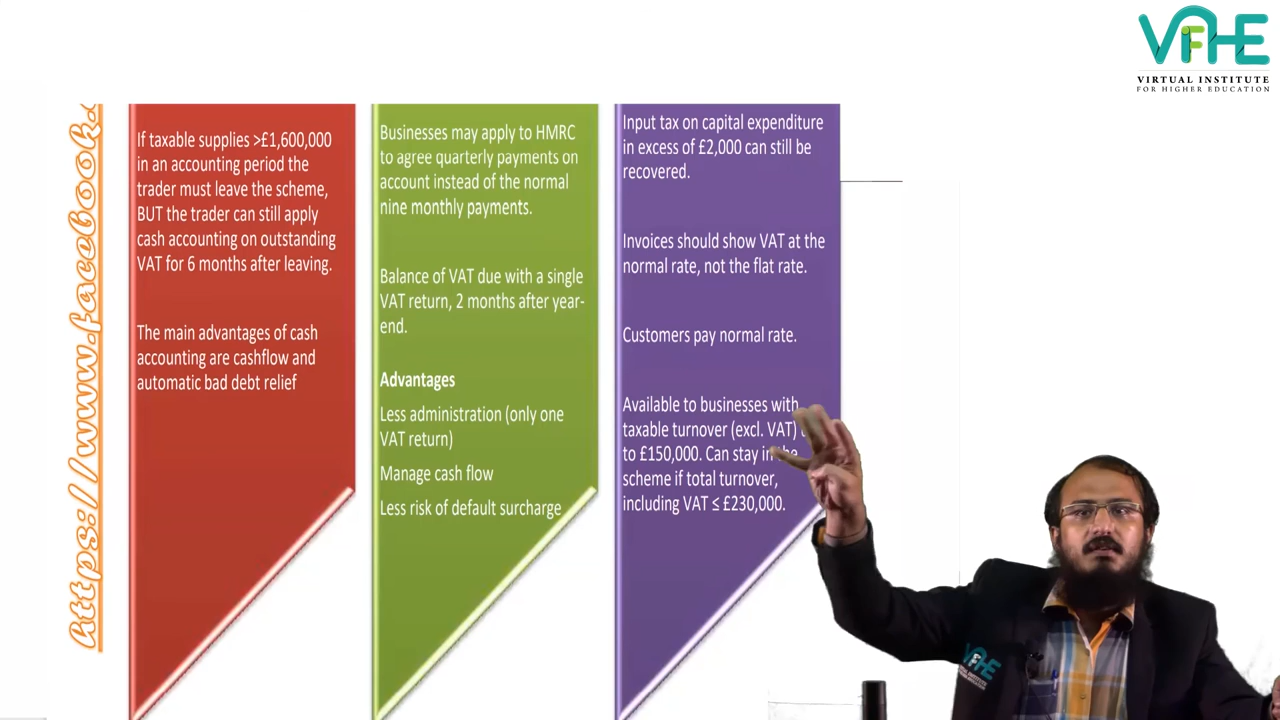 VIFHE
VIRTUAL INSTITUTE
FOR HIGHER EDUCATION
https://www.facebook.
If taxable supplies >£1,600,000
in an accounting period the
trader must leave the scheme,
BUT the trader can still apply
cash accounting on outstanding
VAT for 6 months after leaving.
The main advantages of cash
accounting are cashflow and
automatic bad debt relief
Businesses may apply to HMRC
to agree quarterly payments on
account instead of the normal
nine monthly payments.
Balance of VAT due with a single
VAT return, 2 months after year-
end.
Advantages
Less administration (only one
VAT return)
Manage cash flow
Less risk of default surcharge
Input tax on capital expenditure
in excess of £2,000 can still be
recovered.
Invoices should show VAT at the
normal rate, not the flat rate.
Customers pay normal rate.
Available to businesses with
taxable turnover (excl. VAT)
to £150,000. Can stay in the
scheme if total turnover,
including VAT ≤ £230,000.
VIFHE